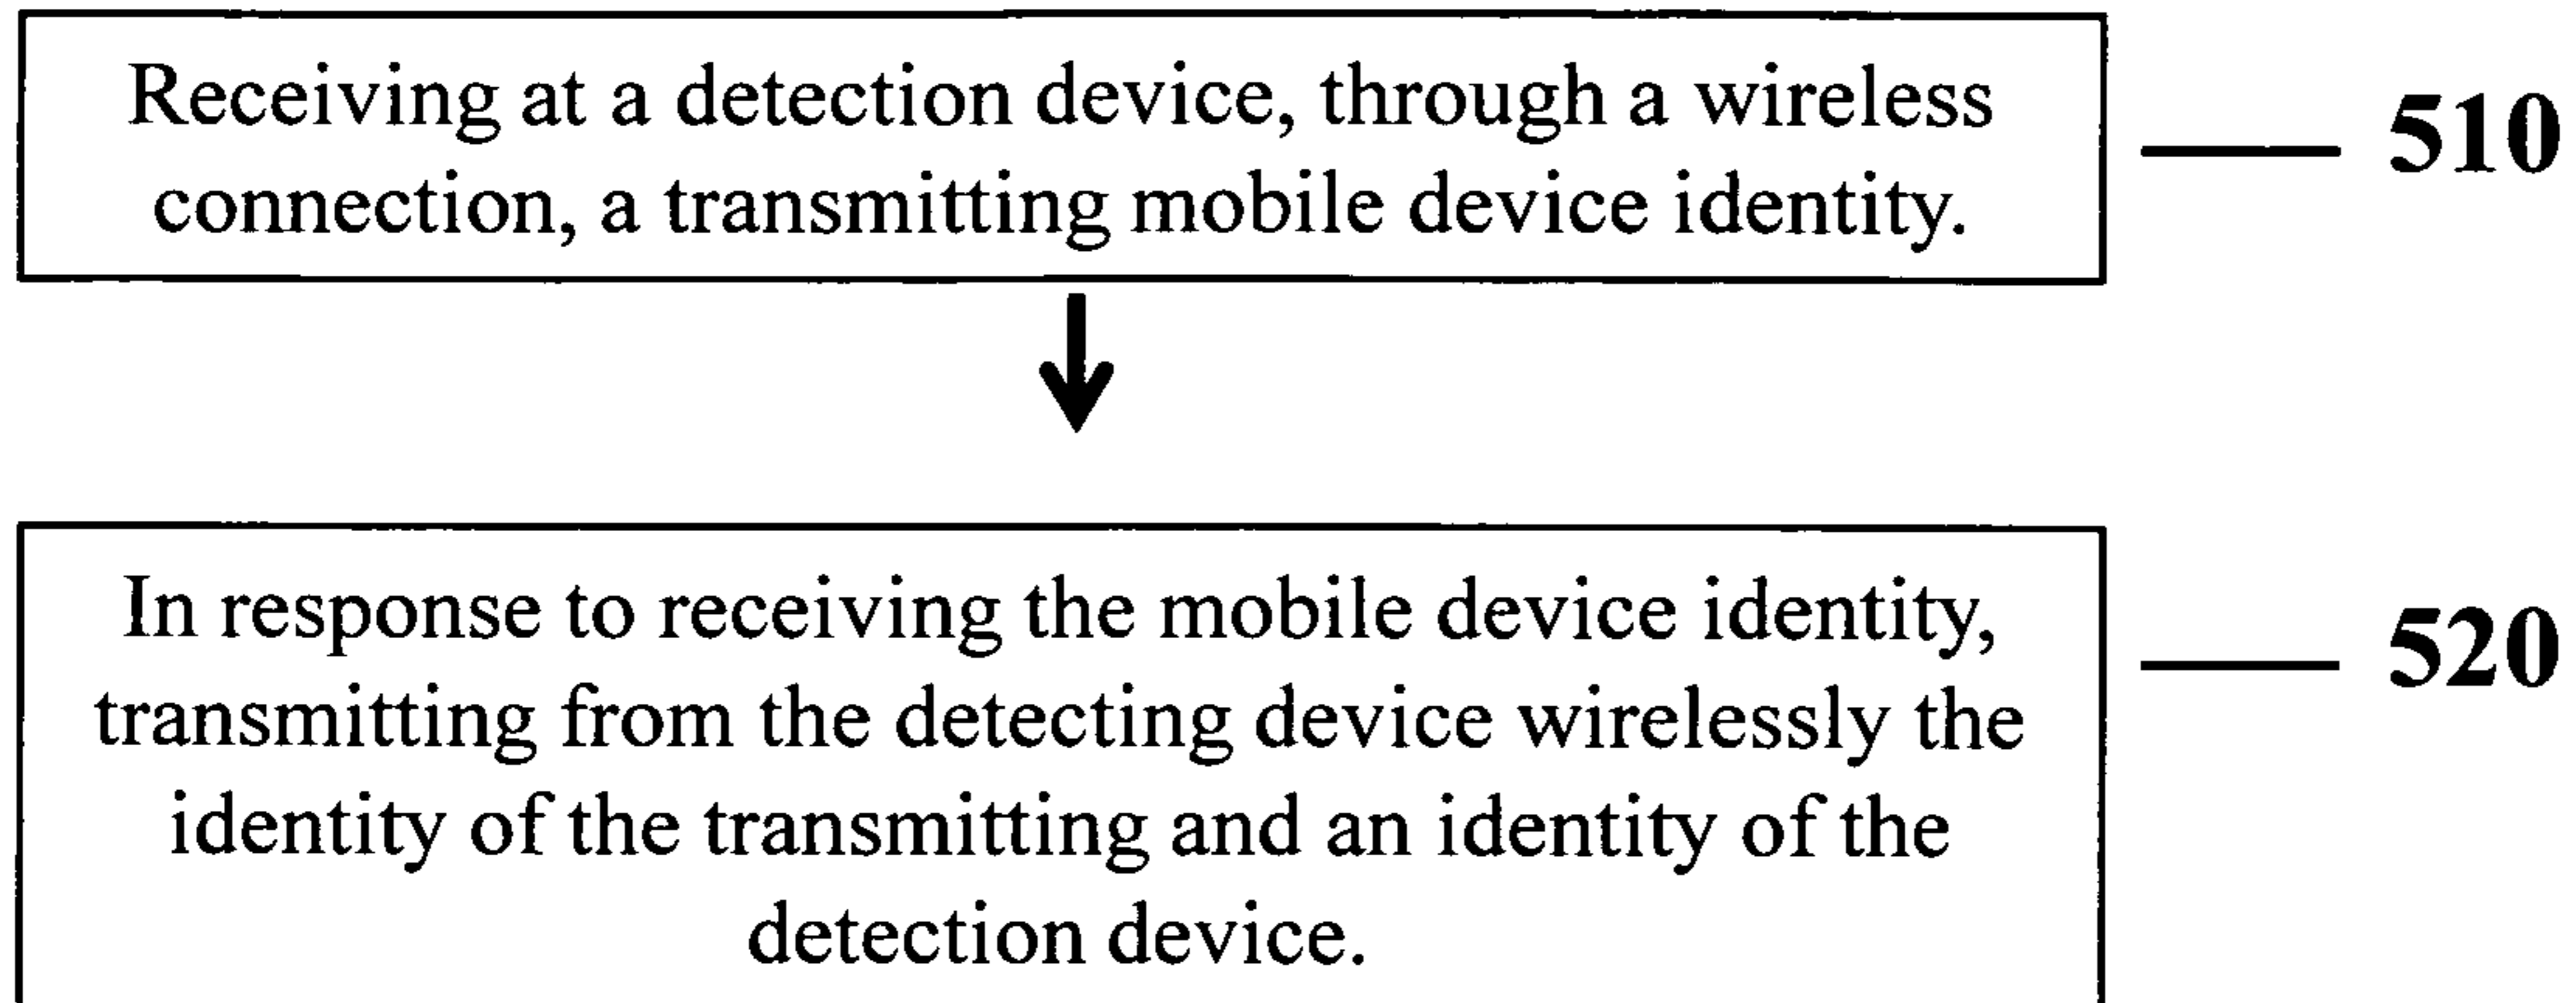 Receiving at a detection device, through a wireless
connection, a transmitting mobile device identity.
510
In response to receiving the mobile device identity,
transmitting from the detecting device wirelessly the
identity of the transmitting and an identity of the
detection device.
520